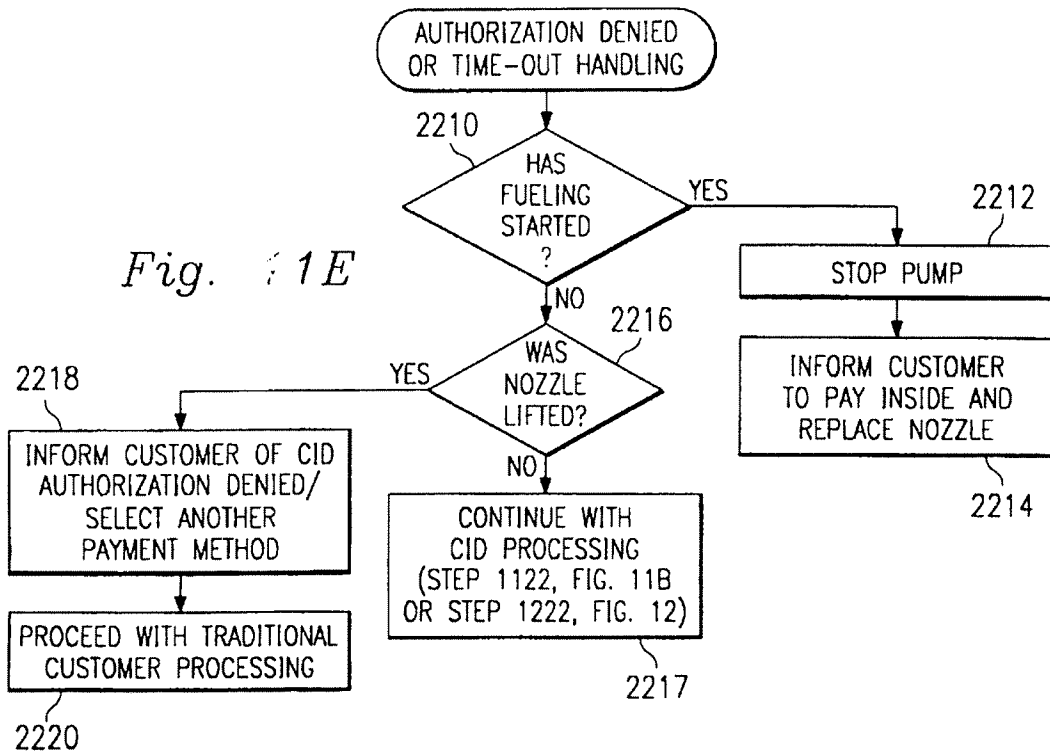 AUTHORIZATION DENIED
OR TIME-OUT HANDLING
2210
HAS
FUELING
STARTED
?
YES
2212
STOP PUMP
Fig. 11E
NO
2216
WAS
NOZZLE
LIFTED?
YES
2218
INFORM CUSTOMER
TO PAY INSIDE AND
REPLACE NOZZLE
2214
INFORM CUSTOMER OF CID
AUTHORIZATION DENIED/
SELECT ANOTHER
PAYMENT METHOD
NO
CONTINUE WITH
CID PROCESSING
(STEP 1122, FIG. 11B
OR STEP 1222, FIG. 12)
2217
PROCEED WITH TRADITIONAL
CUSTOMER PROCESSING
2220